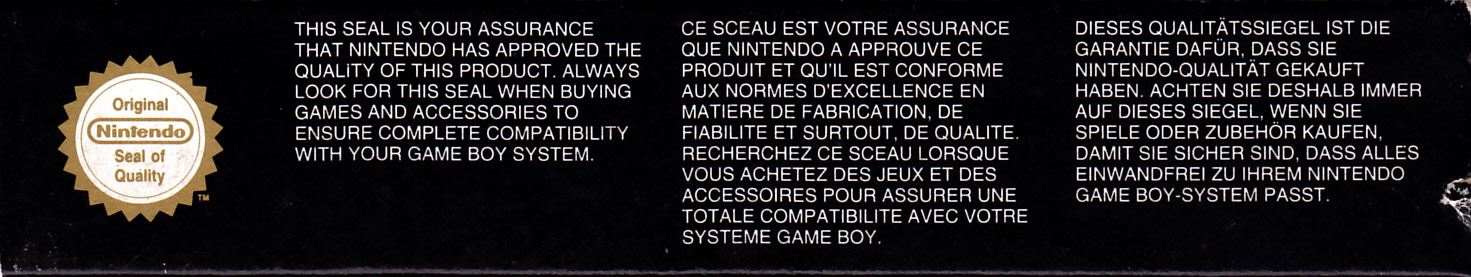 Original
Nintendo
Seal of
Quality
TM
THIS SEAL IS YOUR ASSURANCE
THAT NINTENDO HAS APPROVED THE
QUALITY OF THIS PRODUCT. ALWAYS
LOOK FOR THIS SEAL WHEN BUYING
GAMES AND ACCESSORIES TO
ENSURE COMPLETE COMPATIBILITY
WITH YOUR GAME BOY SYSTEM.
CE SCEAU EST VOTRE ASSURANCE
QUE NINTENDO A APPROUVE CE
PRODUIT ET QU'IL EST CONFORME
AUX NORMES D'EXCELLENCE EN
MATIERE DE FABRICATION, DE
FIABILITE ET SURTOUT, DE QUALITE.
RECHERCHEZ CE SCEAU LORSQUE
VOUS ACHETEZ DES JEUX ET DES
ACCESSOIRES POUR ASSURER UNE
TOTALE COMPATIBILITE AVEC VOTRE
SYSTEME GAME BOY.
DIESES QUALITÄTSSIEGEL IST DIE
GARANTIE DAFÜR, DASS SIE
NINTENDO-QUALITÄT GEKAUFT
HABEN. ACHTEN SIE DESHALB IMMER
AUF DIESES SIEGEL, WENN SIE
SPIELE ODER ZUBEHÖR KAUFEN,
DAMIT SIE SICHER SIND, DASS ALLES
EINWANDFREI ZU IHREM NINTENDO
GAME BOY-SYSTEM PASST.